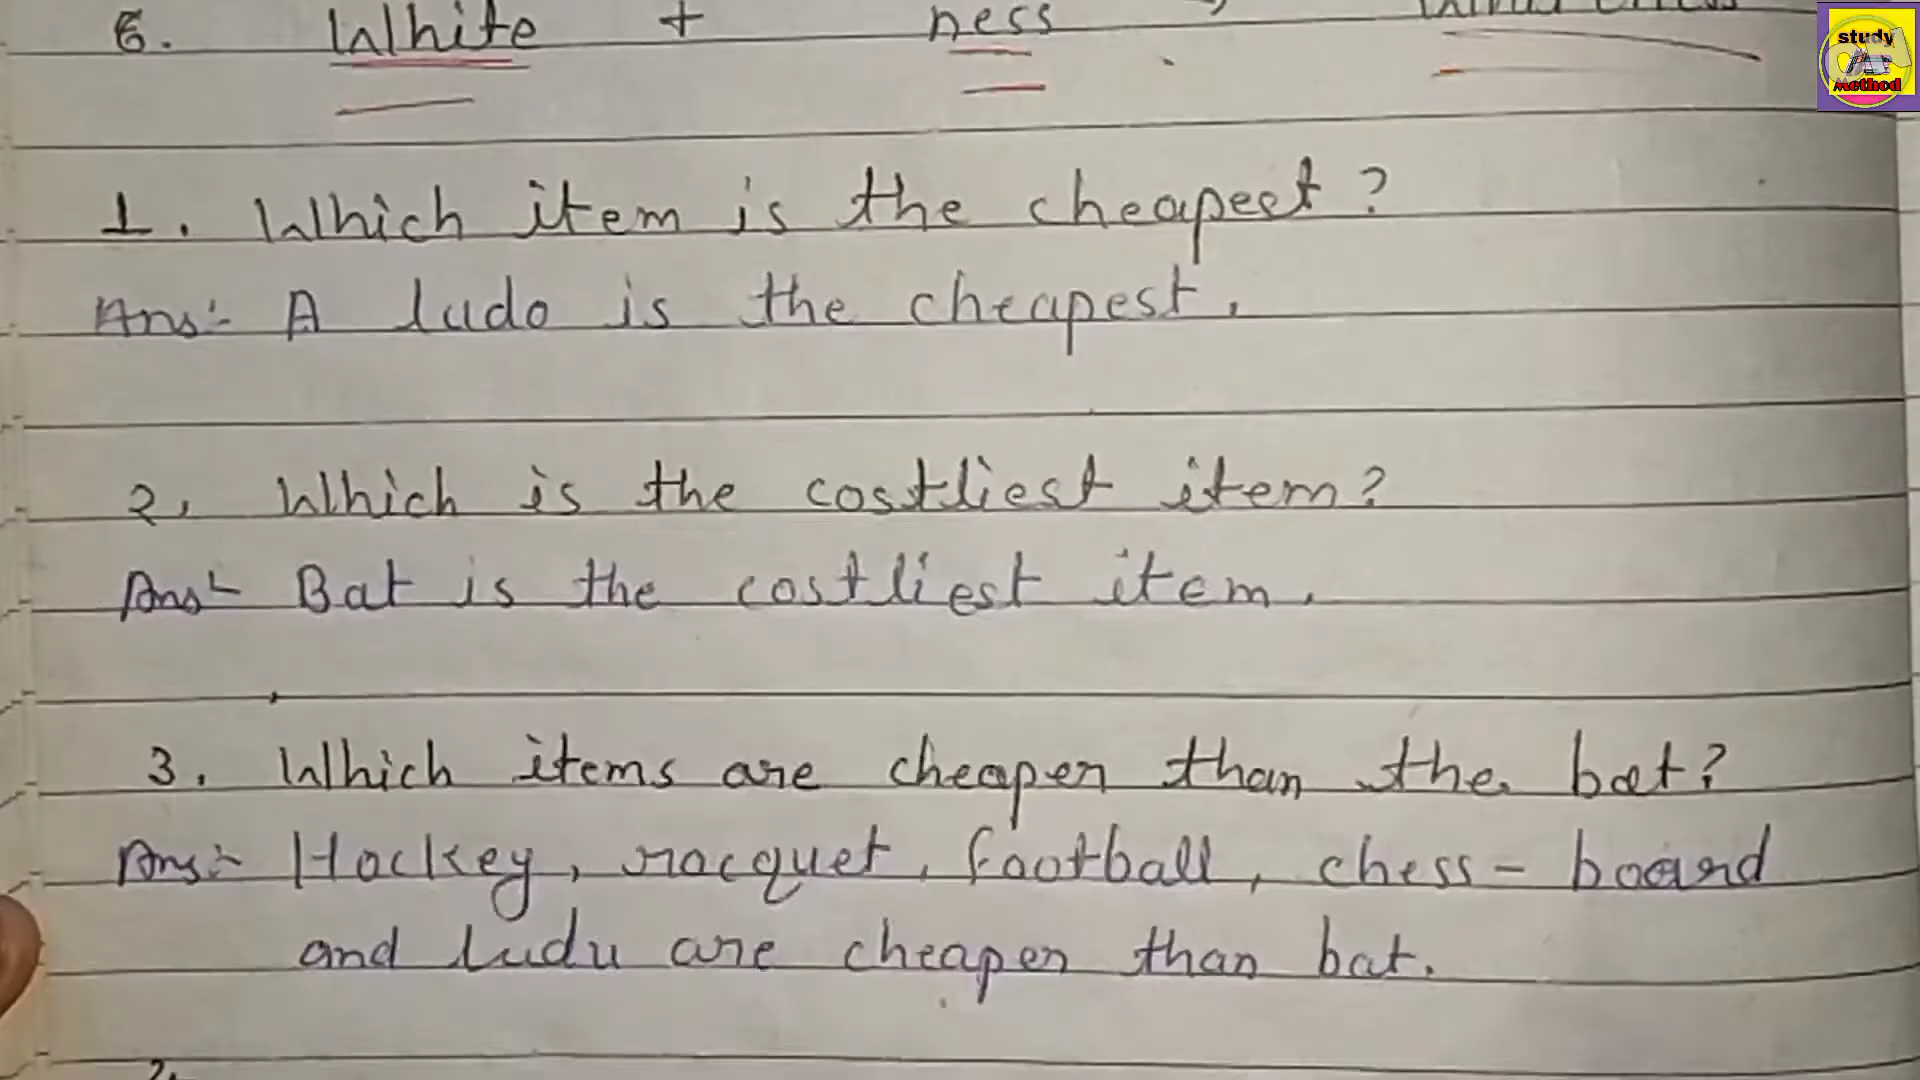 6. White + ness
1. Which item is the cheapest?
Ans:- A ludo is the cheapest.
2. Which is the costliest item?
Ans:- Bat is the costliest item.
3. Which items are cheaper than the bat?
Ans:- Hockey, racquet, football, chess - board
and ludu are cheaper than bat.
study
Method